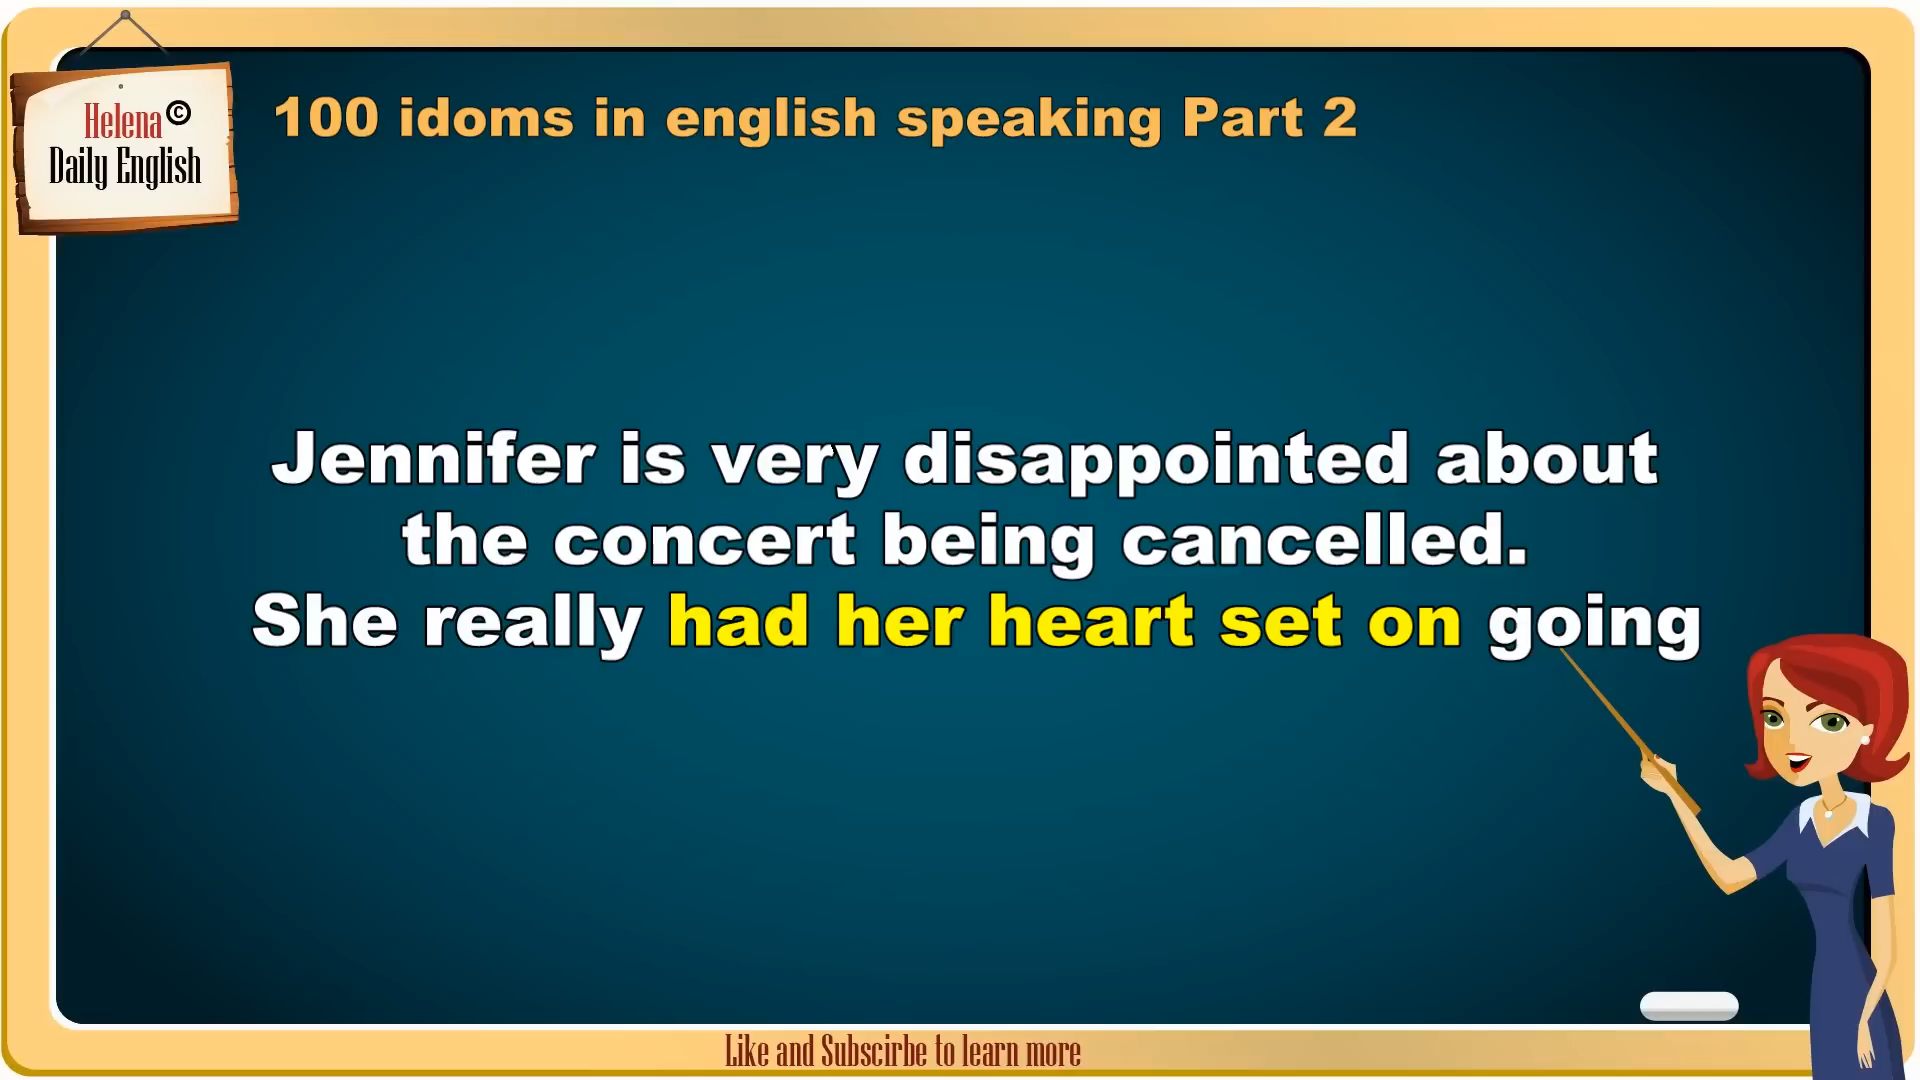 Helena ©
Daily English
100 idoms in english speaking Part 2
Jennifer is very disappointed about
the concert being cancelled.
She really had her heart set on going
Like and Subscirbe to learn more